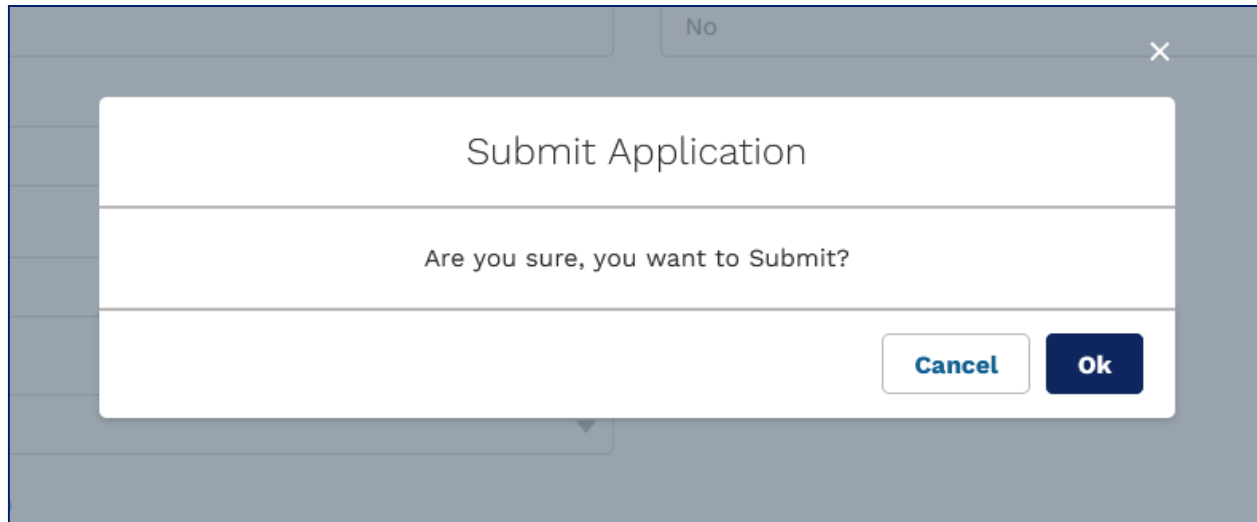 No
Submit Application
Are you sure, you want to Submit?
Cancel
Ok